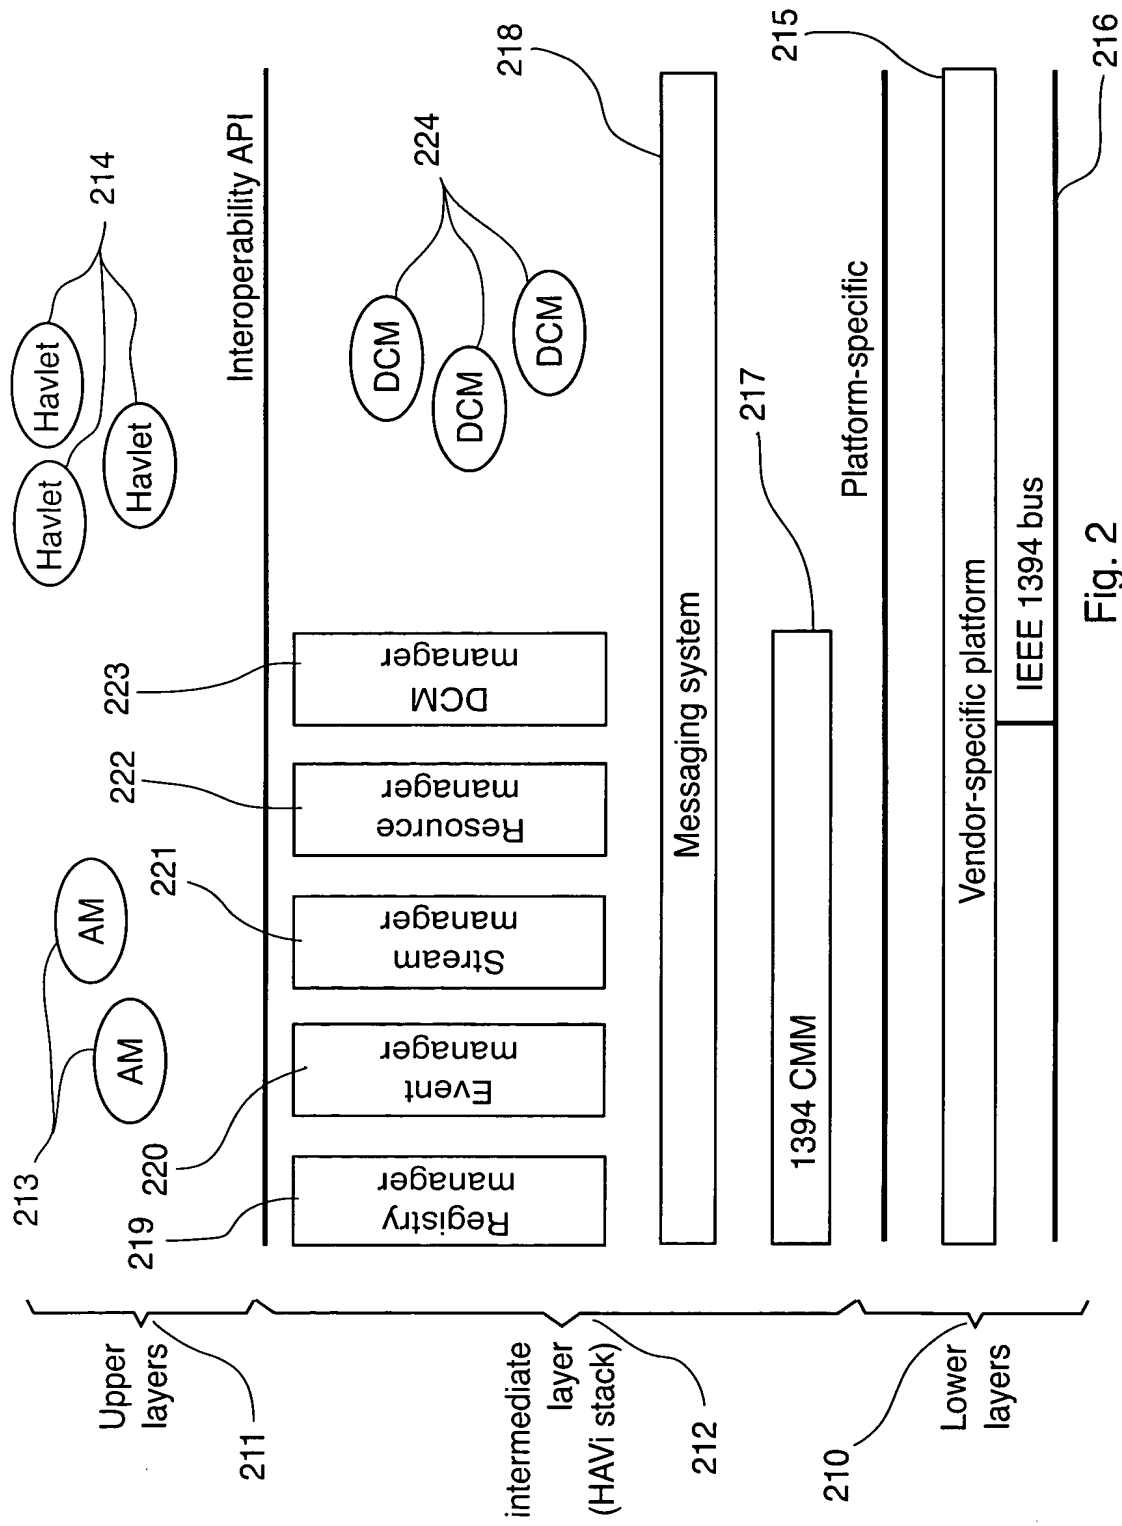 213
AM
AM
Havlet
Havlet
Havlet
214
Upper
layers
211
Interoperability API
219
220
221
222
223
Registry
manager
Event
manager
Stream
manager
Resource
manager
DCM
manager
DCM
DCM
DCM
224
intermediate
layer
(HAVi stack)
212
Messaging system
218
1394 CMM
217
Platform-specific
Lower
layers
210
Vendor-specific platform
215
IEEE 1394 bus
216
Fig. 2